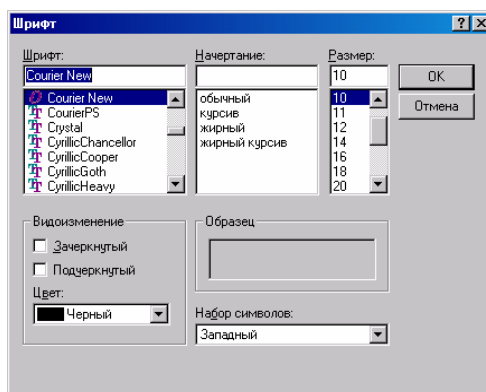 Шрифт
Шрифт: Начертание: Размер:
Courier New 10 OK
Courier New обычный 10 Отмена
CourierPS курсив 11
Crystal жирный 12
CyrillicChancellor жирный курсив 14
CyrillicCooper 16
CyrillicGoth 18
CyrillicHeavy 20
Видоизменение Образец
Зачеркнутый
Подчеркнутый
Цвет:
Черный
Набор символов:
Западный